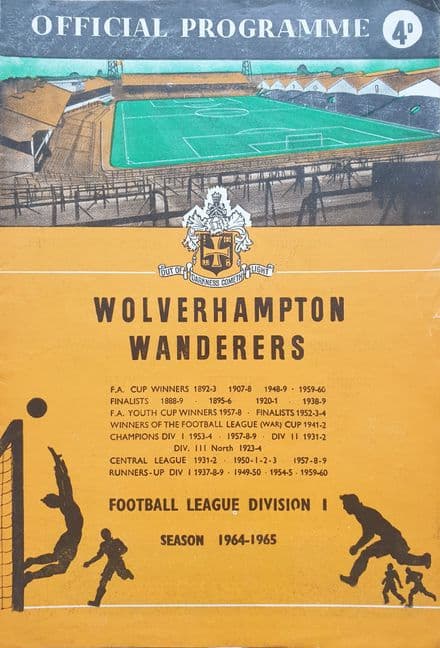 OFFICIAL PROGRAMME 4D
OUT OF DARKNESS COMETH LIGHT
WOLVERHAMPTON
WANDERERS
F.A. CUP WINNERS 1892-3 1907-8 1948-9 · 1959-60
FINALISTS 1888-9 · 1895-6 1920-1 · 1938-9
F.A. YOUTH CUP WINNERS 1957-8 · FINALISTS 1952-3-4
WINNERS OF THE FOOTBALL LEAGUE (WAR) CUP 1941-2
CHAMPIONS DIV I 1953-4 · 1957-8-9 · DIV II 1931-2
DIV. III North 1923-4
CENTRAL LEAGUE 1931-2 · 1950-1-2-3 · 1957-8-9
RUNNERS-UP DIV I 1937-8-9 · 1949-50 · 1954-5 · 1959-60
FOOTBALL LEAGUE DIVISION I
SEASON 1964-1965